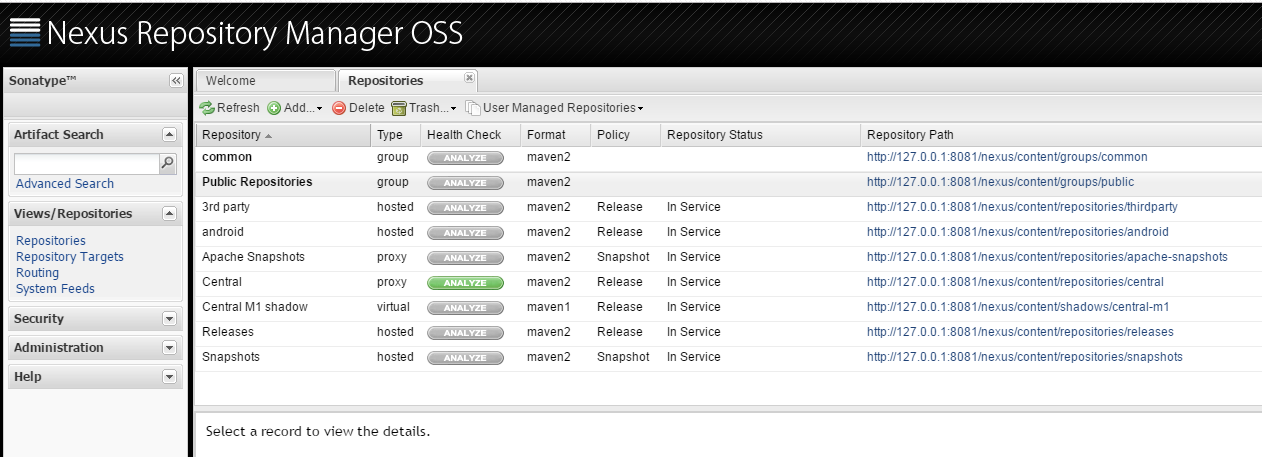 Nexus Repository Manager OSS
Sonatype™
Welcome
Repositories
Refresh Add... Delete Trash... User Managed Repositories
Artifact Search
Advanced Search
Views/Repositories
Repositories
Repository Targets
Routing
System Feeds
Security
Administration
Help
Repository Type Health Check Format Policy Repository Status Repository Path
common group ANALYZE maven2 http://127.0.0.1:8081/nexus/content/groups/common
Public Repositories group ANALYZE maven2 http://127.0.0.1:8081/nexus/content/groups/public
3rd party hosted ANALYZE maven2 Release In Service http://127.0.0.1:8081/nexus/content/repositories/thirdparty
android hosted ANALYZE maven2 Release In Service http://127.0.0.1:8081/nexus/content/repositories/android
Apache Snapshots proxy ANALYZE maven2 Snapshot In Service http://127.0.0.1:8081/nexus/content/repositories/apache-snapshots
Central proxy ANALYZE maven2 Release In Service http://127.0.0.1:8081/nexus/content/repositories/central
Central M1 shadow virtual ANALYZE maven1 Release In Service http://127.0.0.1:8081/nexus/content/shadows/central-m1
Releases hosted ANALYZE maven2 Release In Service http://127.0.0.1:8081/nexus/content/repositories/releases
Snapshots hosted ANALYZE maven2 Snapshot In Service http://127.0.0.1:8081/nexus/content/repositories/snapshots
Select a record to view the details.